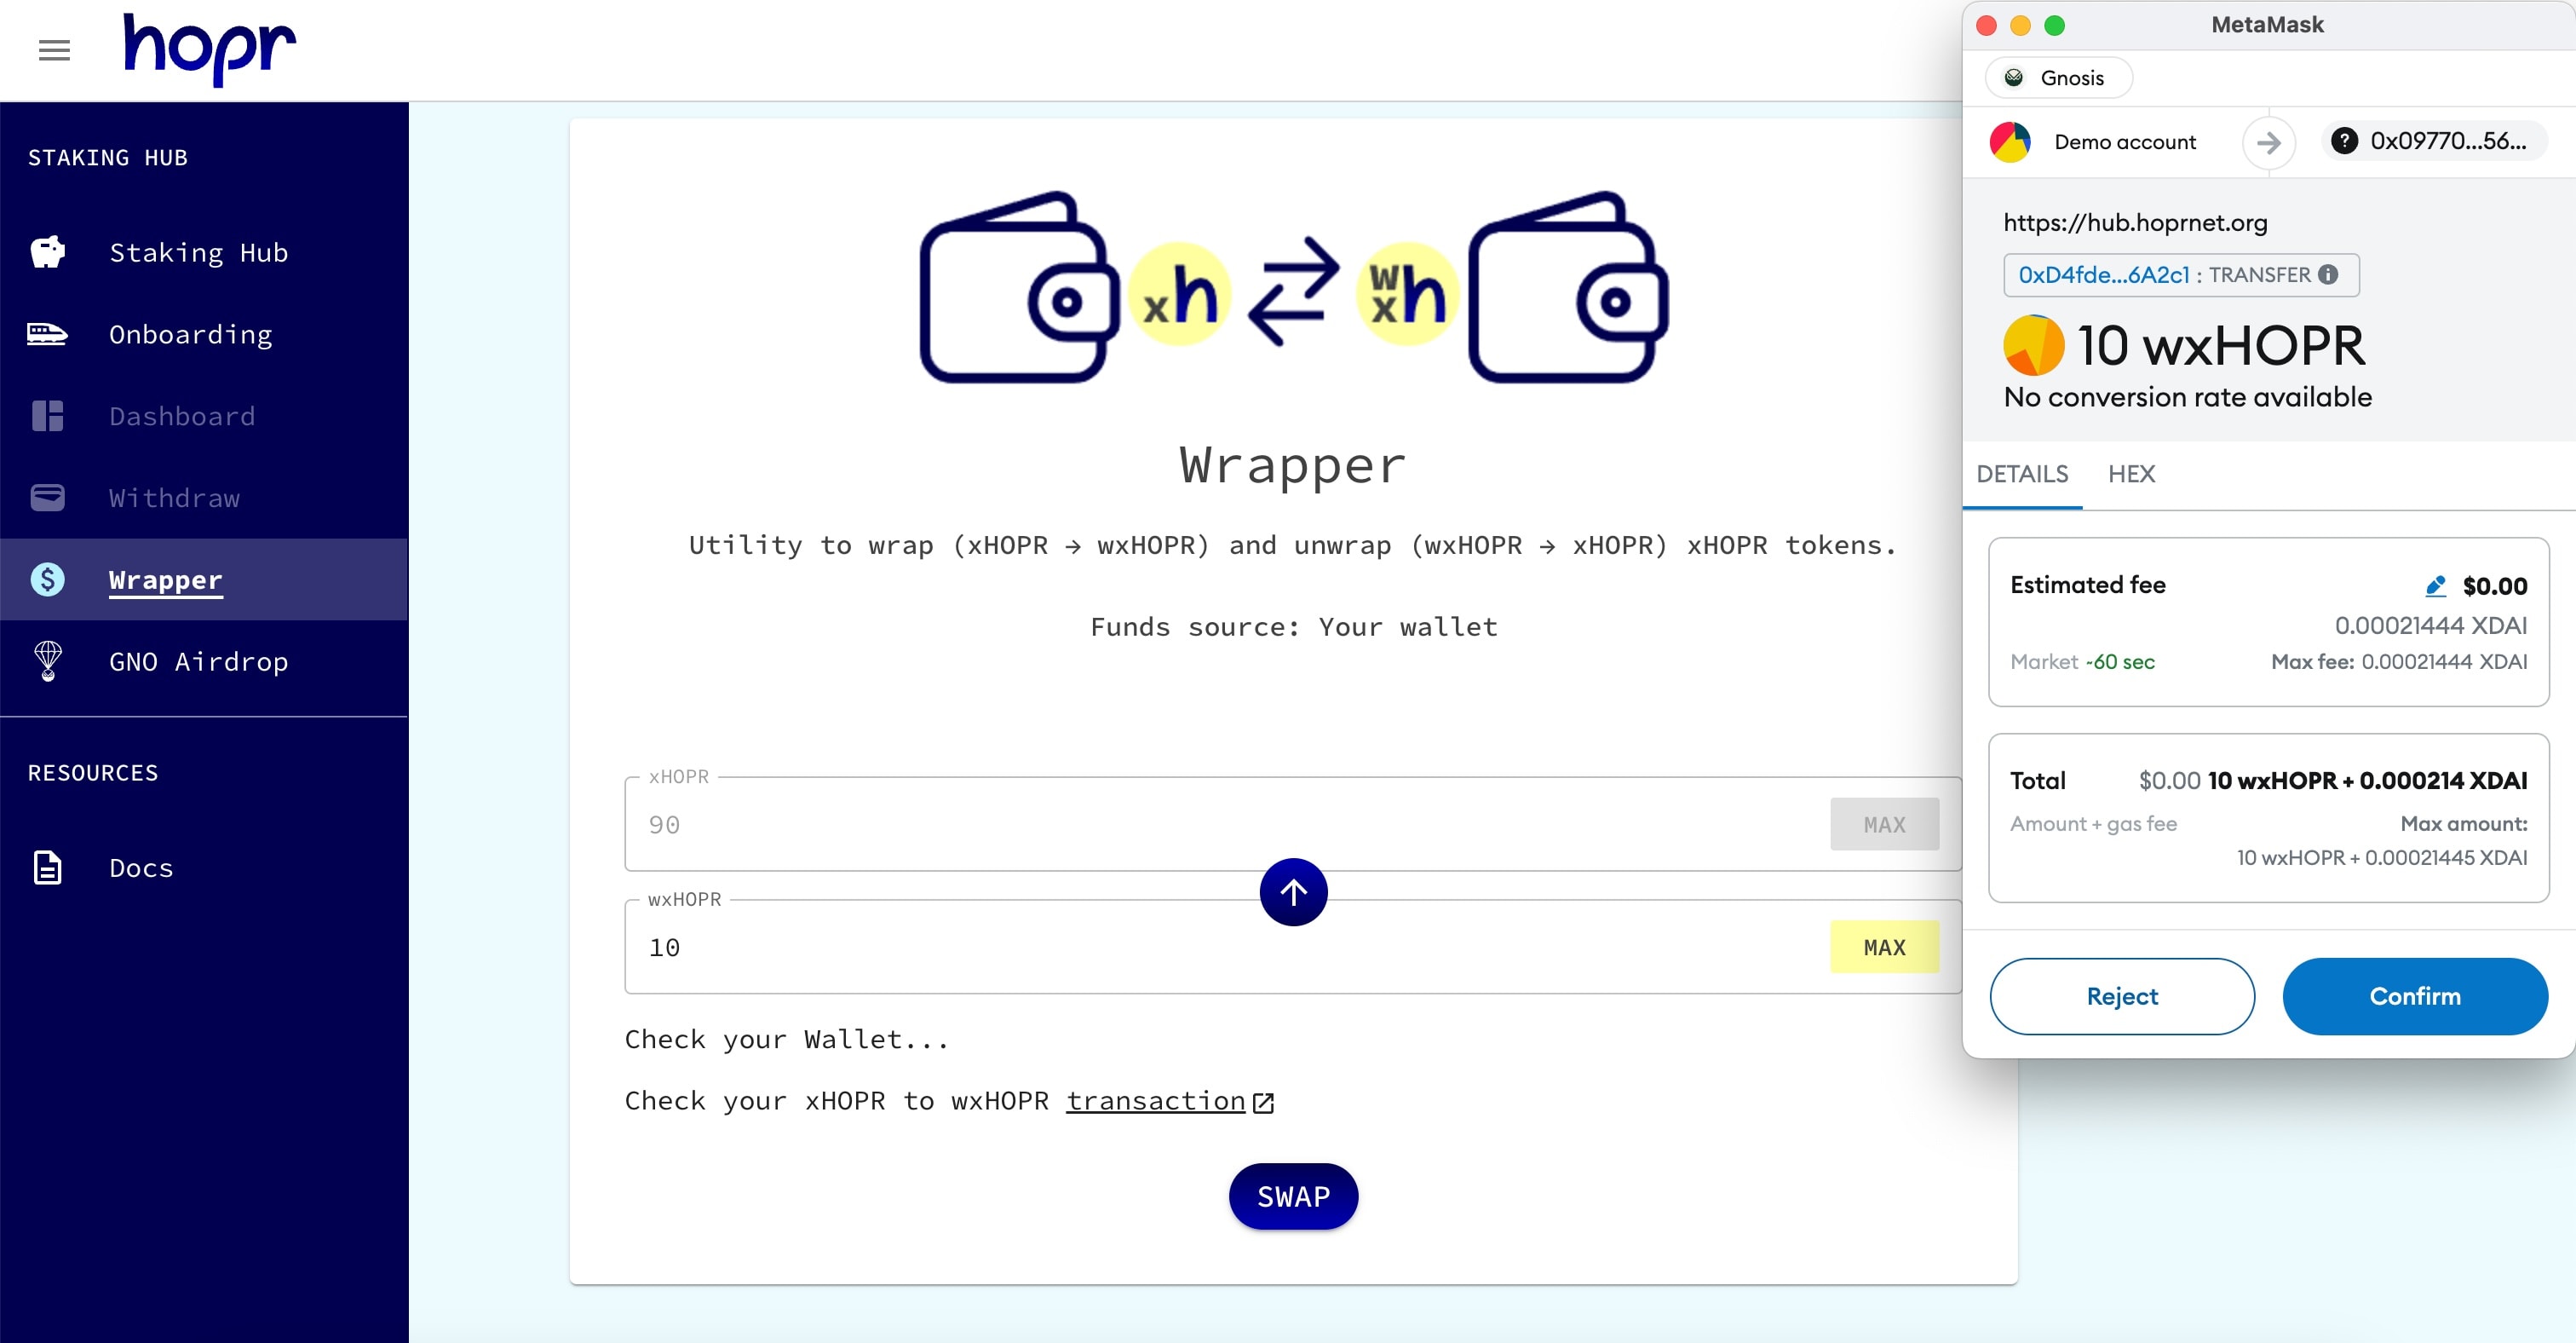 hopr
STAKING HUB
Staking Hub
Onboarding
Dashboard
Withdraw
Wrapper
GNO Airdrop
RESOURCES
Docs
xh
wxh
Wrapper
Utility to wrap (xHOPR → wxHOPR) and unwrap (wxHOPR → xHOPR) xHOPR tokens.
Funds source: Your wallet
xHOPR
90
MAX
wxHOPR
10
MAX
Check your Wallet...
Check your xHOPR to wxHOPR transaction
SWAP
MetaMask
Gnosis
Demo account
0x09770...56...
https://hub.hoprnet.org
0xD4fde...6A2c1 : TRANSFER
10 wxHOPR
No conversion rate available
DETAILS HEX
Estimated fee $0.00
0.00021444 XDAI
Market ~60 sec Max fee: 0.00021444 XDAI
Total $0.00 10 wxHOPR + 0.000214 XDAI
Amount + gas fee Max amount:
10 wxHOPR + 0.00021445 XDAI
Reject Confirm